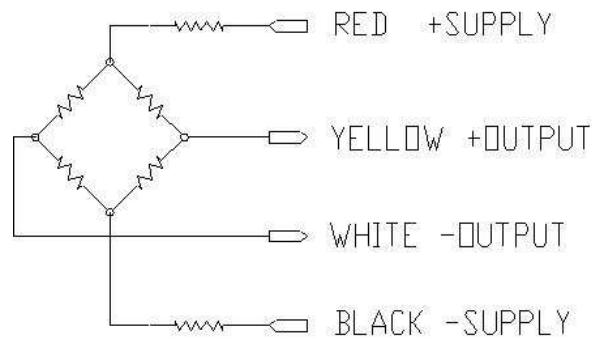 RED +SUPPLY
YELLOW +OUTPUT
WHITE -OUTPUT
BLACK -SUPPLY